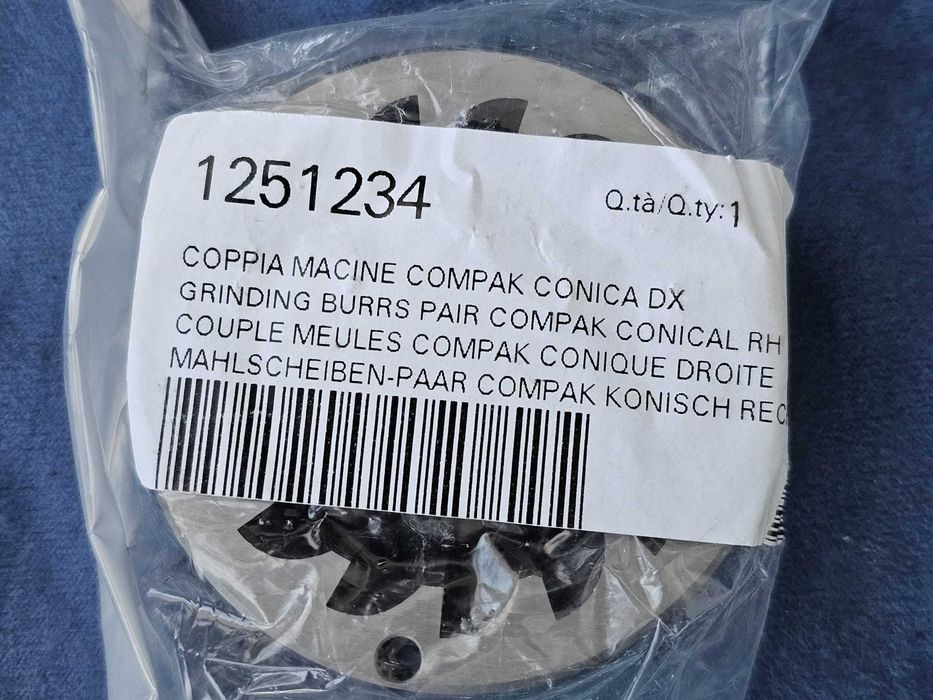 1251234
Q.tà/Q.ty:1
COPPIA MACINE COMPAK CONICA DX
GRINDING BURRS PAIR COMPAK CONICAL RH
COUPLE MEULES COMPAK CONIQUE DROITE
MAHLSCHEIBEN-PAAR COMPAK KONISCH REC